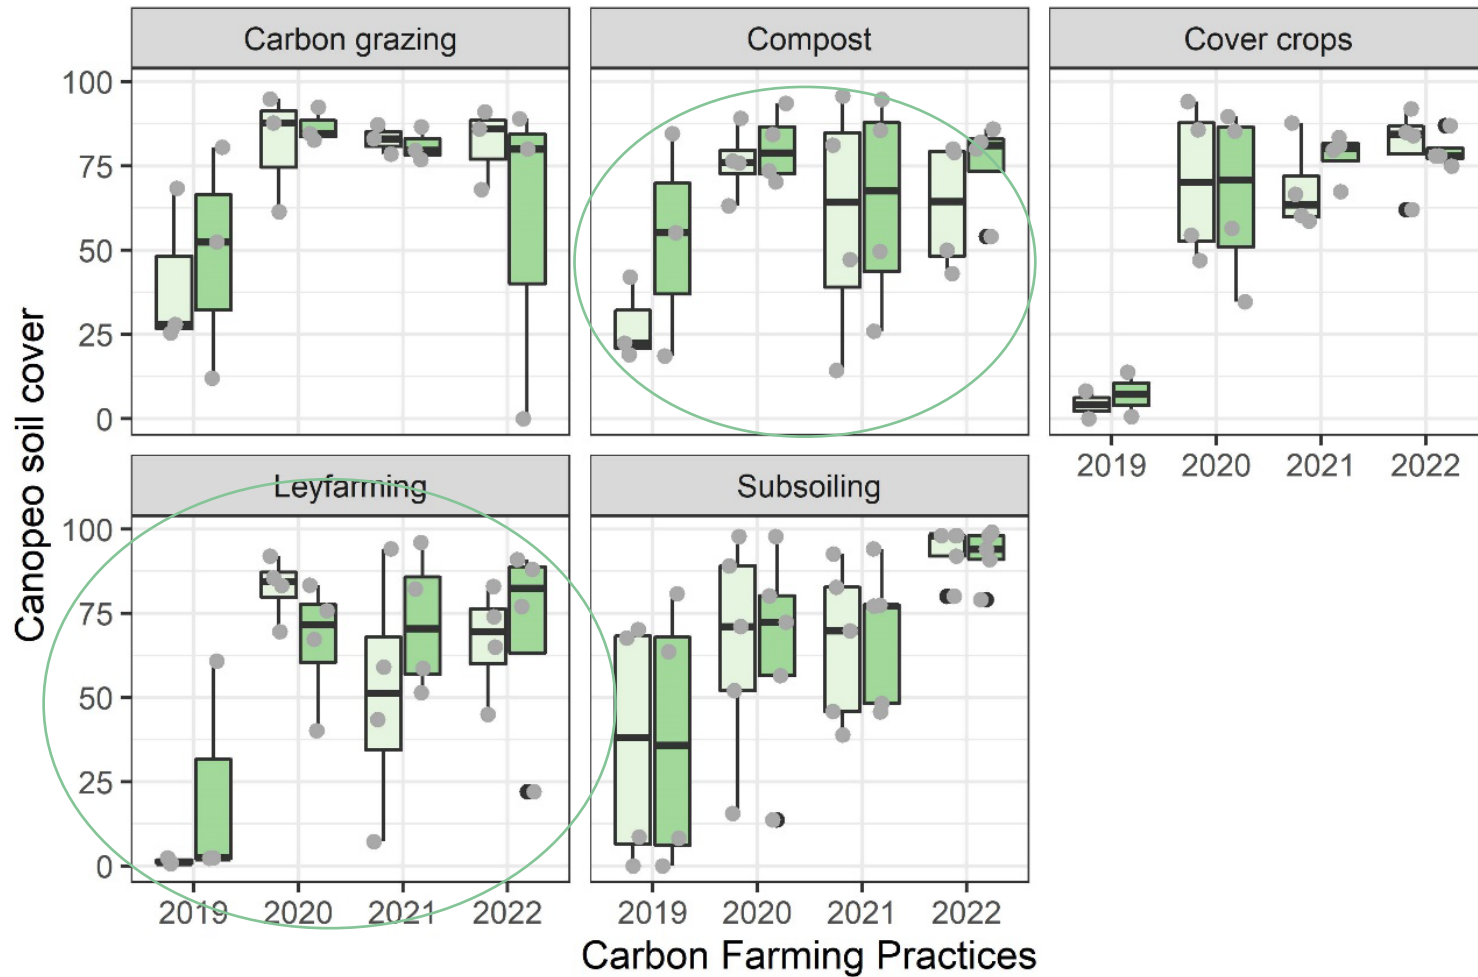 Carbon grazing
Compost
Cover crops
100
75
50
25
0
2019 2020 2021 2022
Canopeo soil cover
Leyfarming
Subsoiling
100
75
50
25
0
2019 2020 2021 2022
2019 2020 2021 2022
Carbon Farming Practices